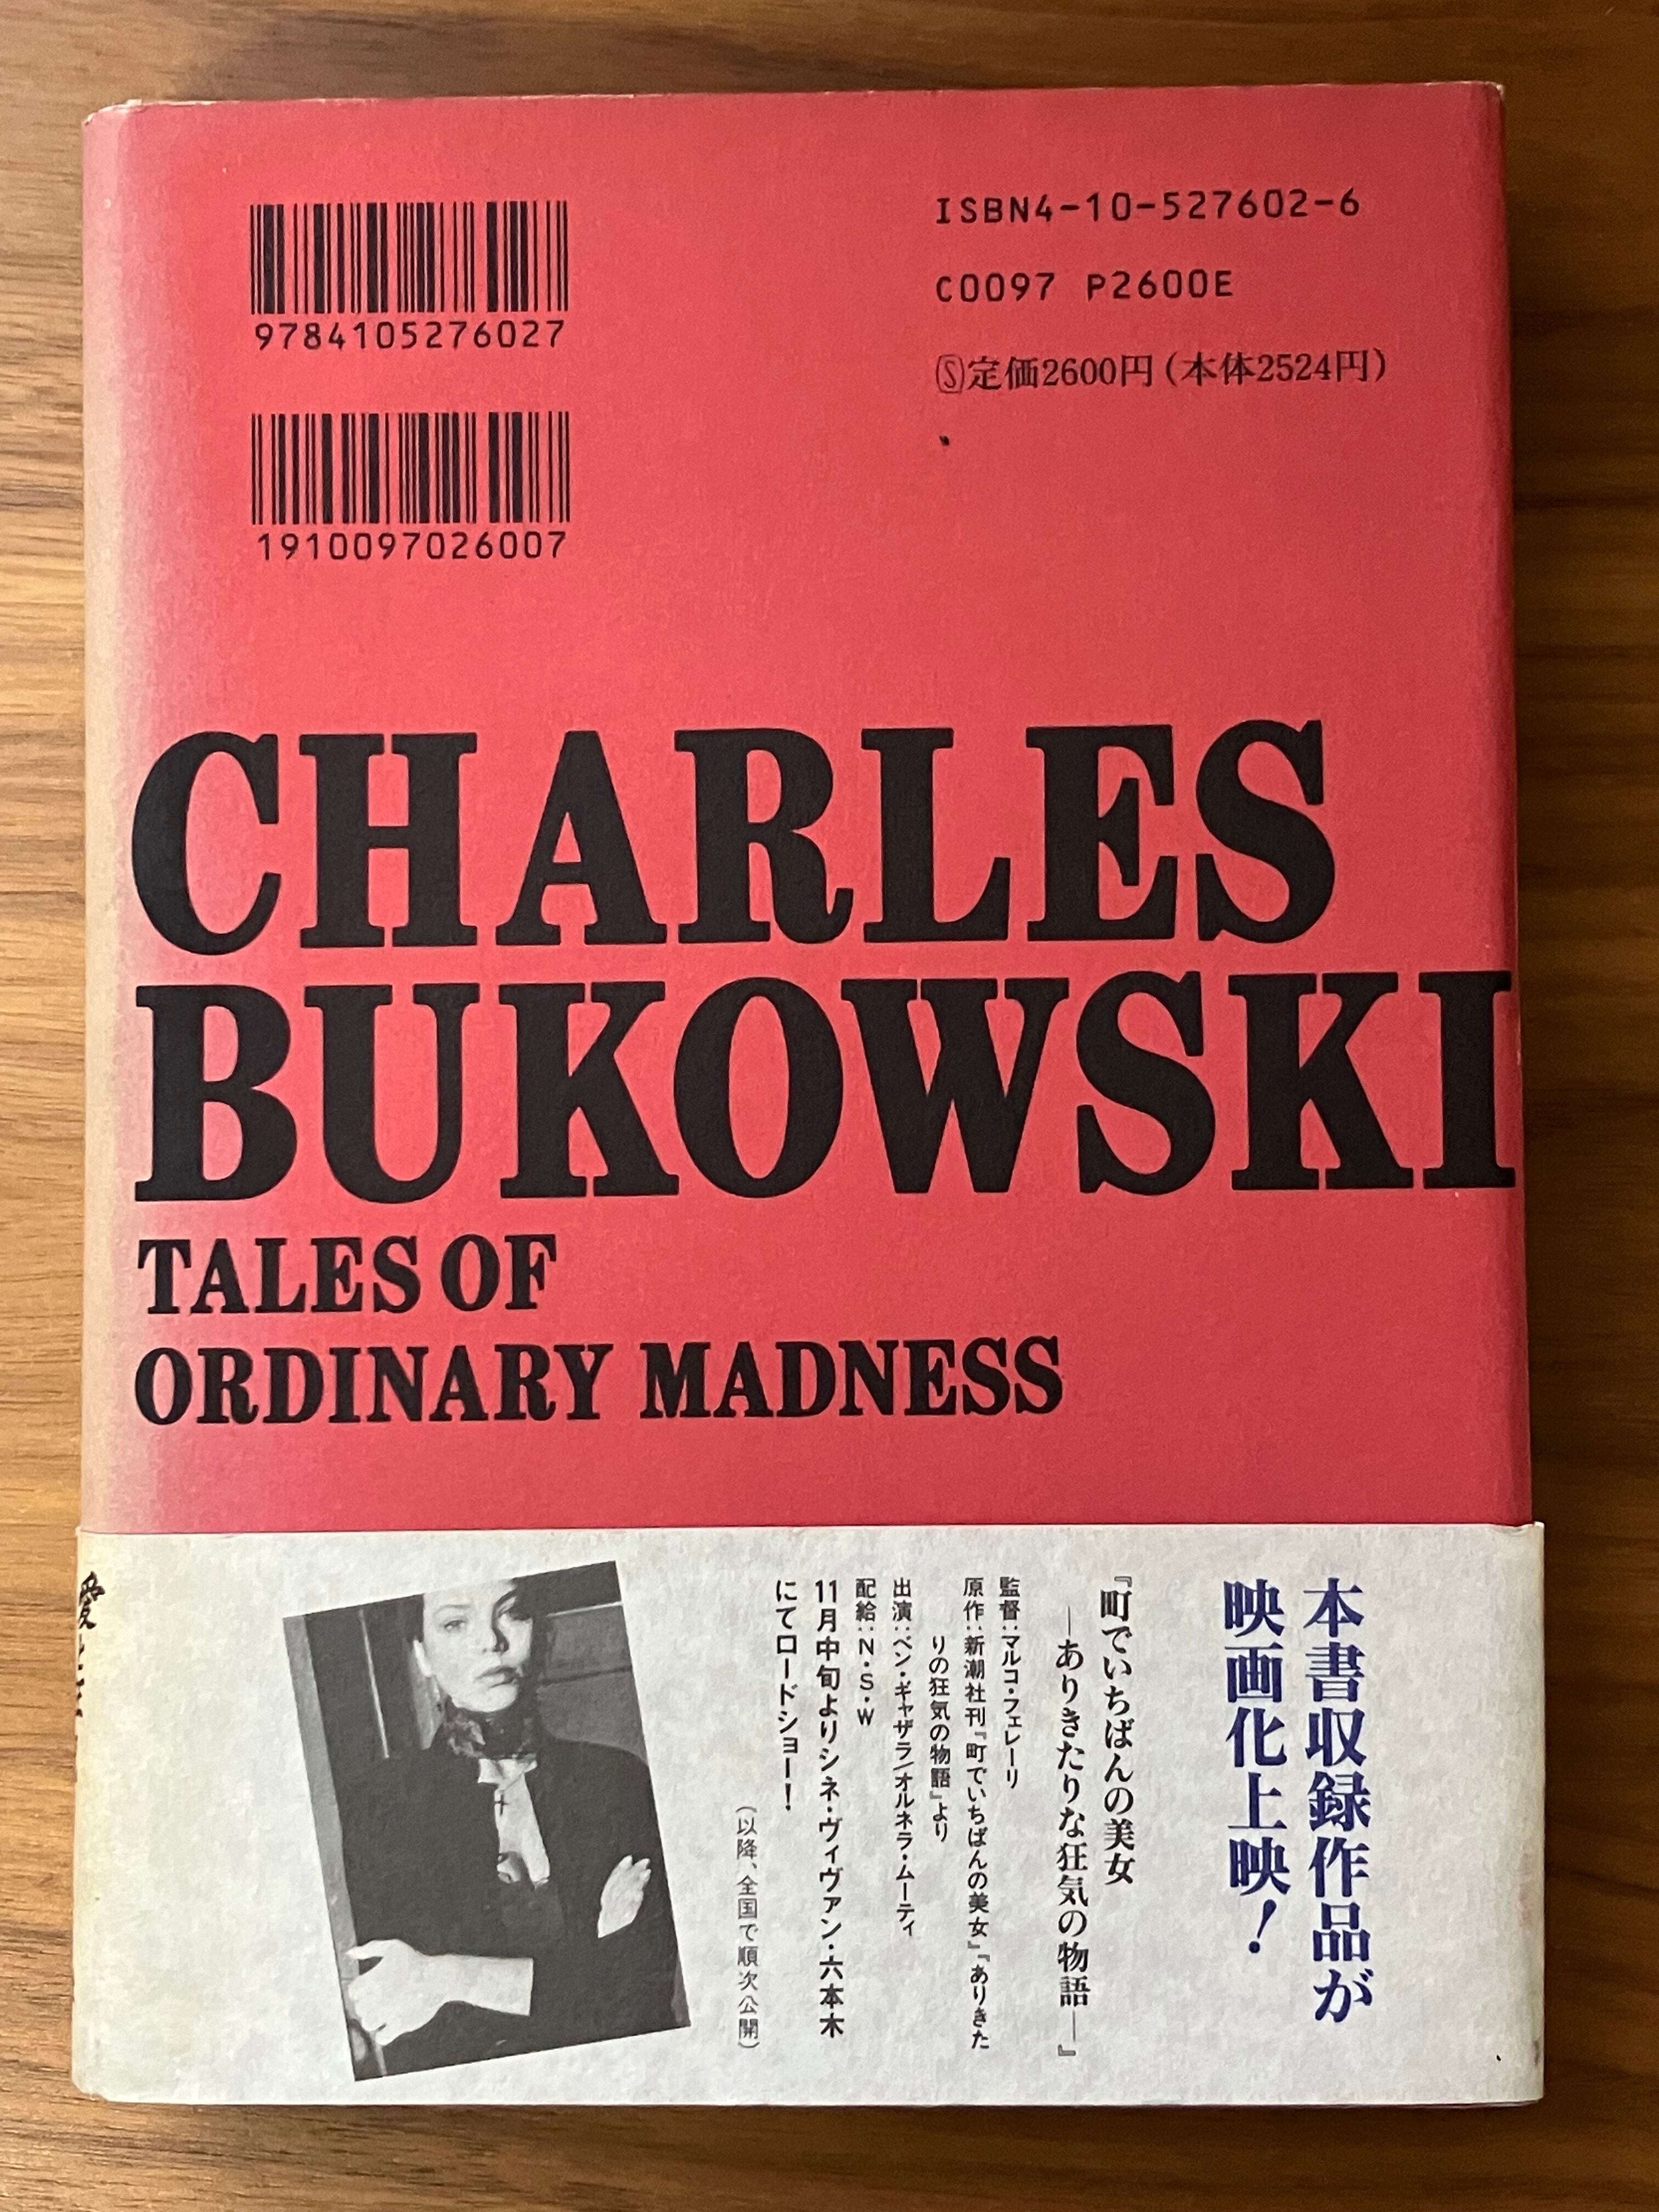 9784105276027
1910097026007
ISBN4-10-527602-6
C0097 P2600E
Ⓢ定価2600円(本体2524円)
CHARLES
BUKOWSKI
TALES OF
ORDINARY MADNESS
本書収録作品が
映画化上映!
『町でいちばんの美女
―ありきたりな狂気の物語―』
監督:マルコ・フェレーリ
原作:新潮社刊『町でいちばんの美女』『ありきた
りの狂気の物語』より
出演:ベン・ギャザラ/オルネラ・ムーティ
配給:N・S・W
11月中旬よりシネ・ヴィヴァン・六本木
にてロードショー!
(以降、全国で順次公開)
愛